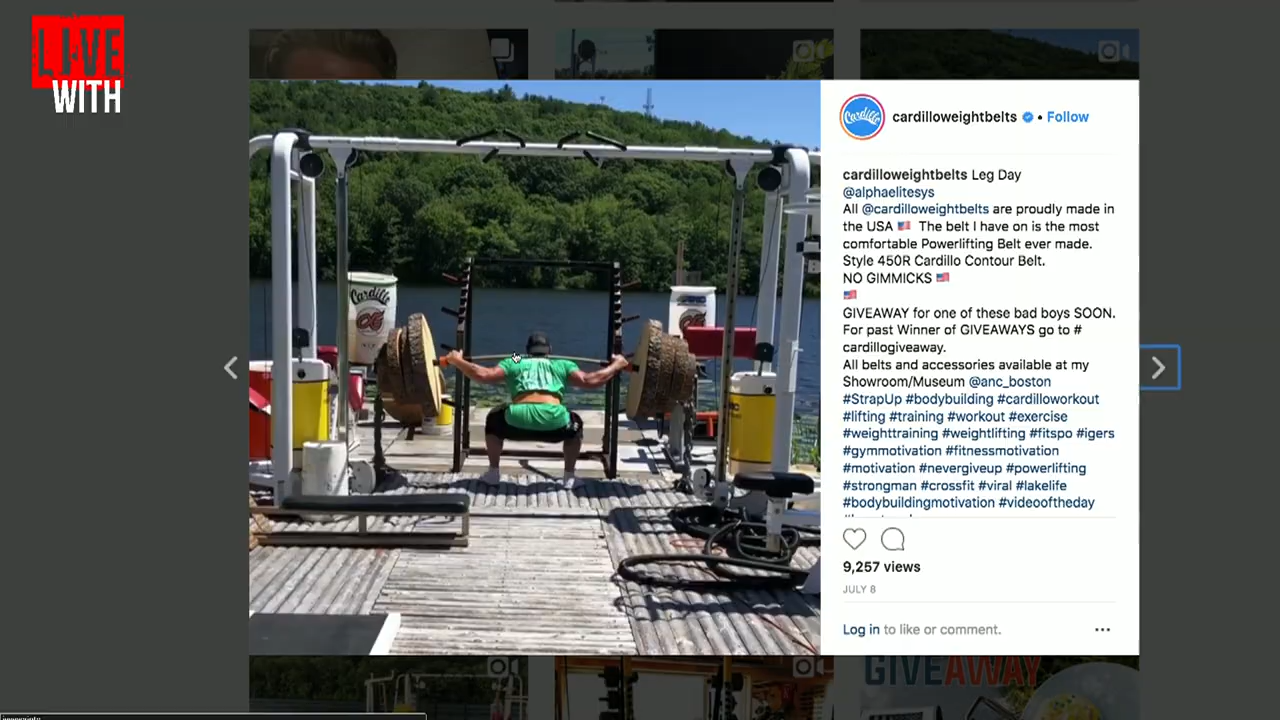 LIVE
WITH
Cardillo
cardilloweightbelts • Follow
cardilloweightbelts Leg Day
@alphaelitesys
All @cardilloweightbelts are proudly made in
the USA 🇺🇸 The belt I have on is the most
comfortable Powerlifting Belt ever made.
Style 450R Cardillo Contour Belt.
NO GIMMICKS 🇺🇸
🇺🇸
GIVEAWAY for one of these bad boys SOON.
For past Winner of GIVEAWAYS go to #
cardillogiveaway.
All belts and accessories available at my
Showroom/Museum @anc_boston
#StrapUp #bodybuilding #cardilloworkout
#lifting #training #workout #exercise
#weighttraining #weightlifting #fitspo #igers
#gymmotivation #fitnessmotivation
#motivation #nevergiveup #powerlifting
#strongman #crossfit #viral #lakelife
#bodybuildingmotivation #videooftheday
9,257 views
JULY 8
Log in to like or comment.
Cardillo
GIVEAWAY